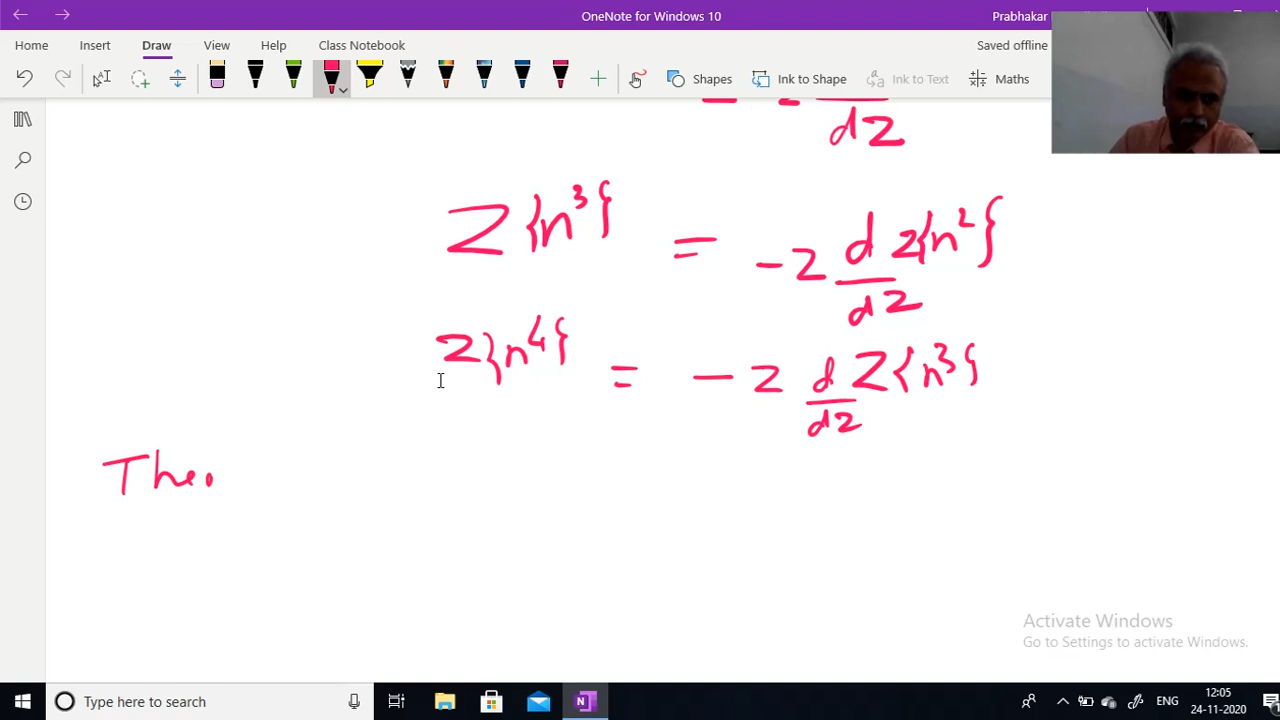 OneNote for Windows 10
Prabhakar
Home Insert Draw View Help Class Notebook Saved offline
Shapes Ink to Shape Ink to Text Maths
dz
Z{n³} = -z d/dz z{n²}
z{n⁴} = -z d/dz Z{n³}
Theo
Activate Windows
Go to Settings to activate Windows.
Type here to search
ENG
12:05
24-11-2020